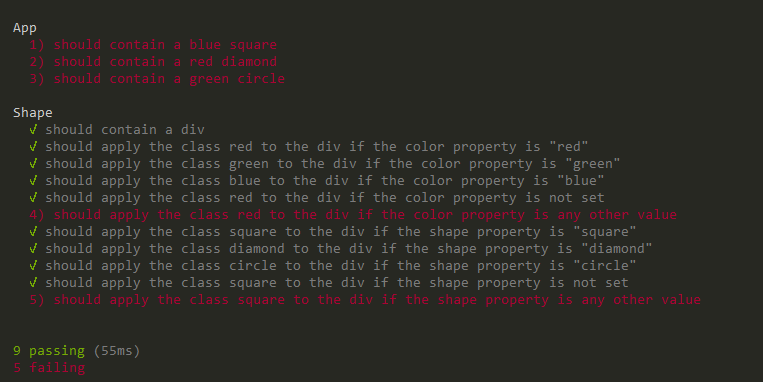 App
1) should contain a blue square
2) should contain a red diamond
3) should contain a green circle
Shape
√ should contain a div
√ should apply the class red to the div if the color property is "red"
√ should apply the class green to the div if the color property is "green"
√ should apply the class blue to the div if the color property is "blue"
√ should apply the class red to the div if the color property is not set
4) should apply the class red to the div if the color property is any other value
√ should apply the class square to the div if the shape property is "square"
√ should apply the class diamond to the div if the shape property is "diamond"
√ should apply the class circle to the div if the shape property is "circle"
√ should apply the class square to the div if the shape property is not set
5) should apply the class square to the div if the shape property is any other value
9 passing (55ms)
5 failing